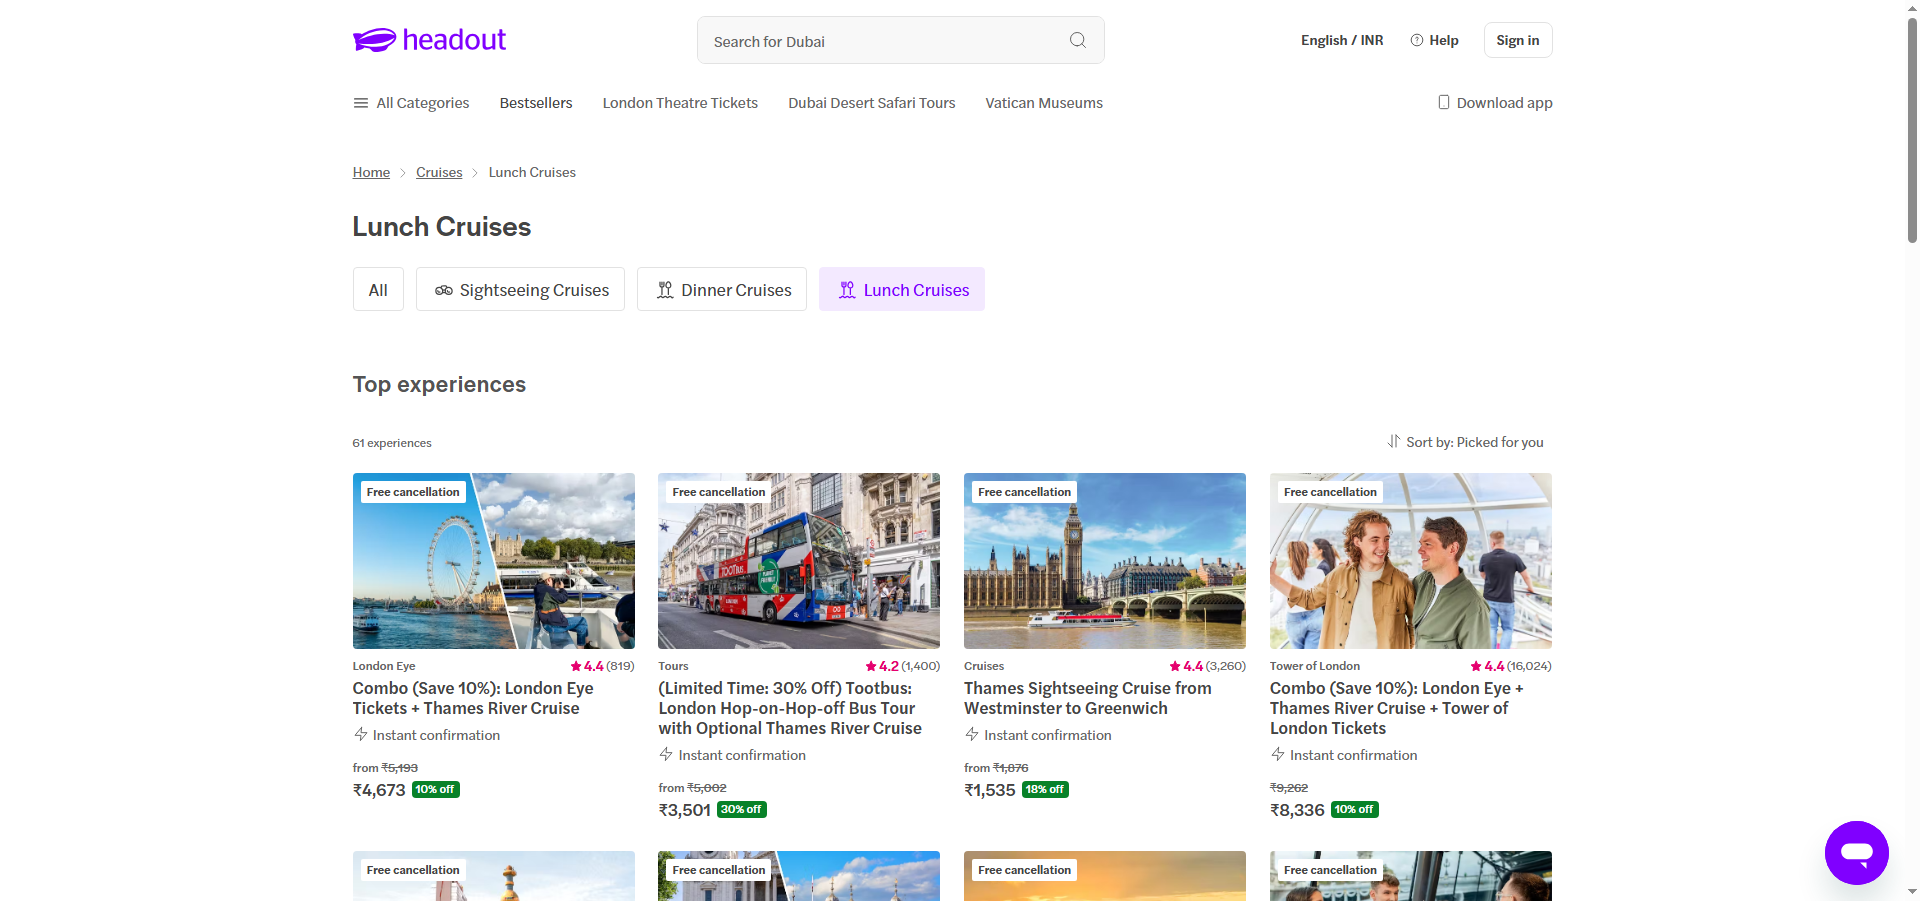 headout
Search for Dubai
English / INR
Help
Sign in
All Categories
Bestsellers
London Theatre Tickets
Dubai Desert Safari Tours
Vatican Museums
Download app
Home
Cruises
Lunch Cruises
Lunch Cruises
All
Sightseeing Cruises
Dinner Cruises
Lunch Cruises
Top experiences
61 experiences
Sort by: Picked for you
Free cancellation
London Eye
4.4 (819)
Combo (Save 10%): London Eye
Tickets + Thames River Cruise
Instant confirmation
from ₹5,193
₹4,673 10% off
Free cancellation
TOOTBUS
Tours
4.2 (1,400)
(Limited Time: 30% Off) Tootbus:
London Hop-on-Hop-off Bus Tour
with Optional Thames River Cruise
Instant confirmation
from ₹5,002
₹3,501 30% off
Free cancellation
Cruises
4.4 (3,260)
Thames Sightseeing Cruise from
Westminster to Greenwich
Instant confirmation
from ₹1,876
₹1,535 18% off
Free cancellation
Tower of London
4.4 (16,024)
Combo (Save 10%): London Eye +
Thames River Cruise + Tower of
London Tickets
Instant confirmation
₹9,262
₹8,336 10% off
Free cancellation
Free cancellation
Free cancellation
Free cancellation